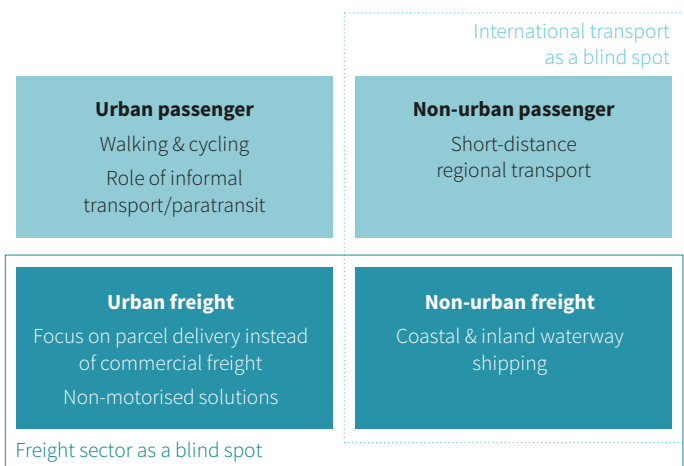 International transport
as a blind spot
Urban passenger
Walking & cycling
Role of informal
transport/paratransit
Non-urban passenger
Short-distance
regional transport
Urban freight
Focus on parcel delivery instead
of commercial freight
Non-motorised solutions
Non-urban freight
Coastal & inland waterway
shipping
Freight sector as a blind spot